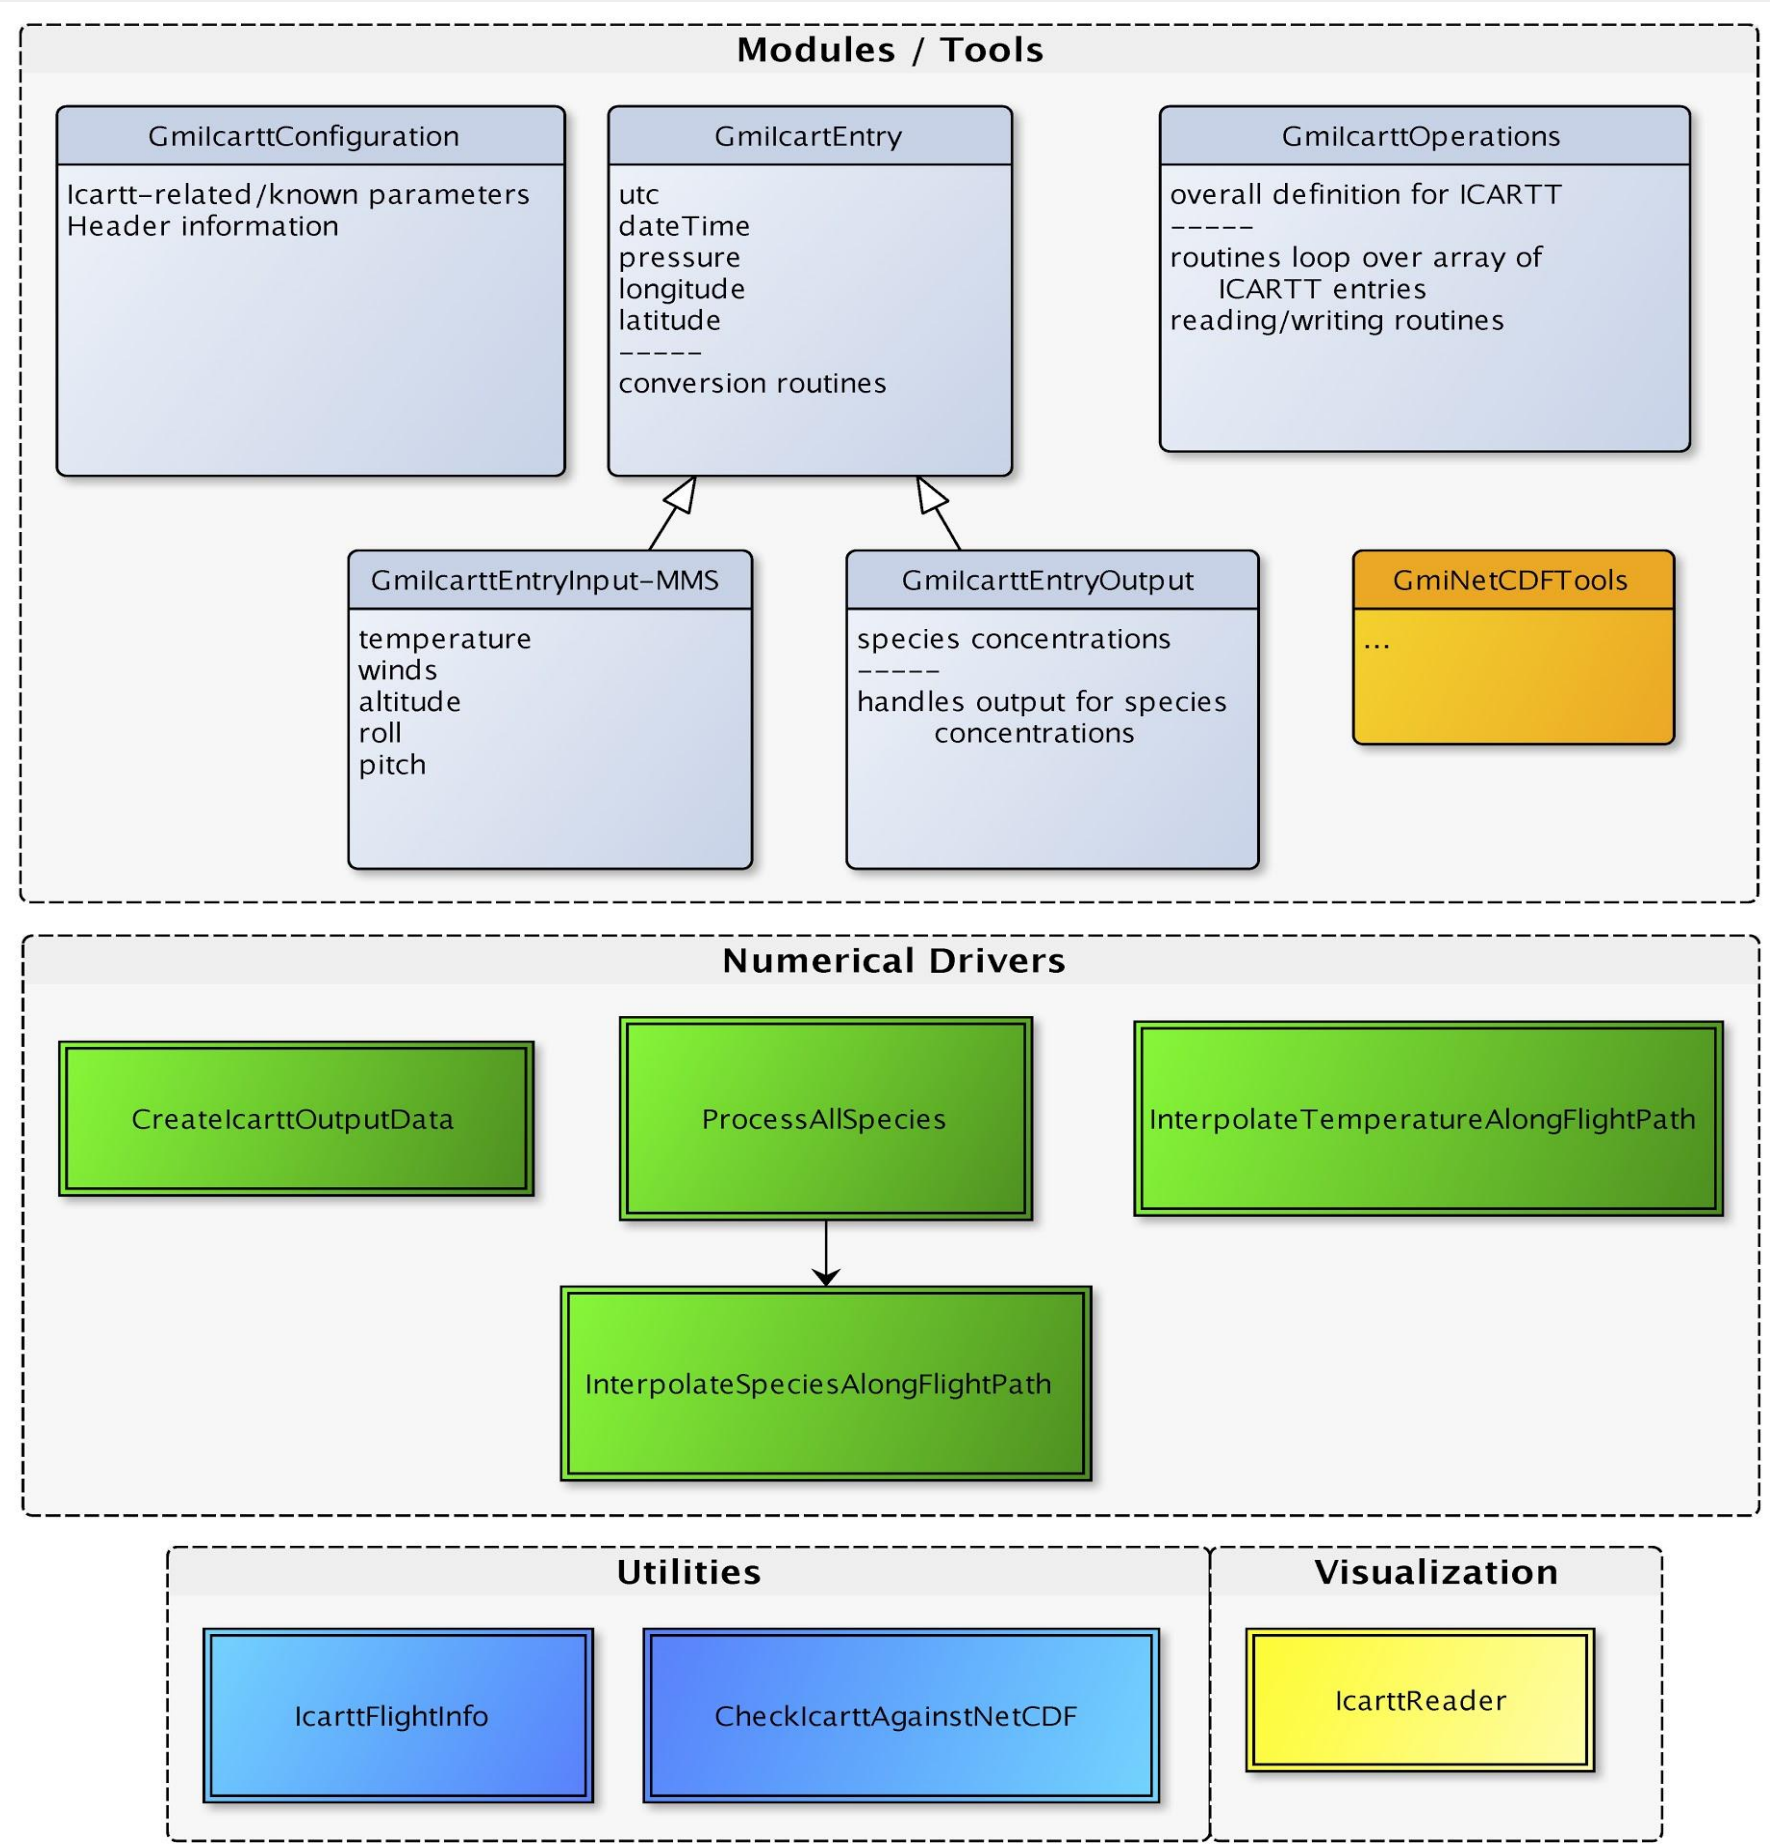 Modules / Tools
GmiIcarttConfiguration
Icartt-related/known parameters
Header information
GmiIcartEntry
utc
dateTime
pressure
longitude
latitude
-----
conversion routines
GmiIcarttOperations
overall definition for ICARTT
-----
routines loop over array of
ICARTT entries
reading/writing routines
GmiIcarttEntryInput-MMS
temperature
winds
altitude
roll
pitch
GmiIcarttEntryOutput
species concentrations
-----
handles output for species
concentrations
GmiNetCDFTools
...
Numerical Drivers
CreateIcarttOutputData
ProcessAllSpecies
InterpolateTemperatureAlongFlightPath
InterpolateSpeciesAlongFlightPath
Utilities
IcarttFlightInfo
CheckIcarttAgainstNetCDF
Visualization
IcarttReader